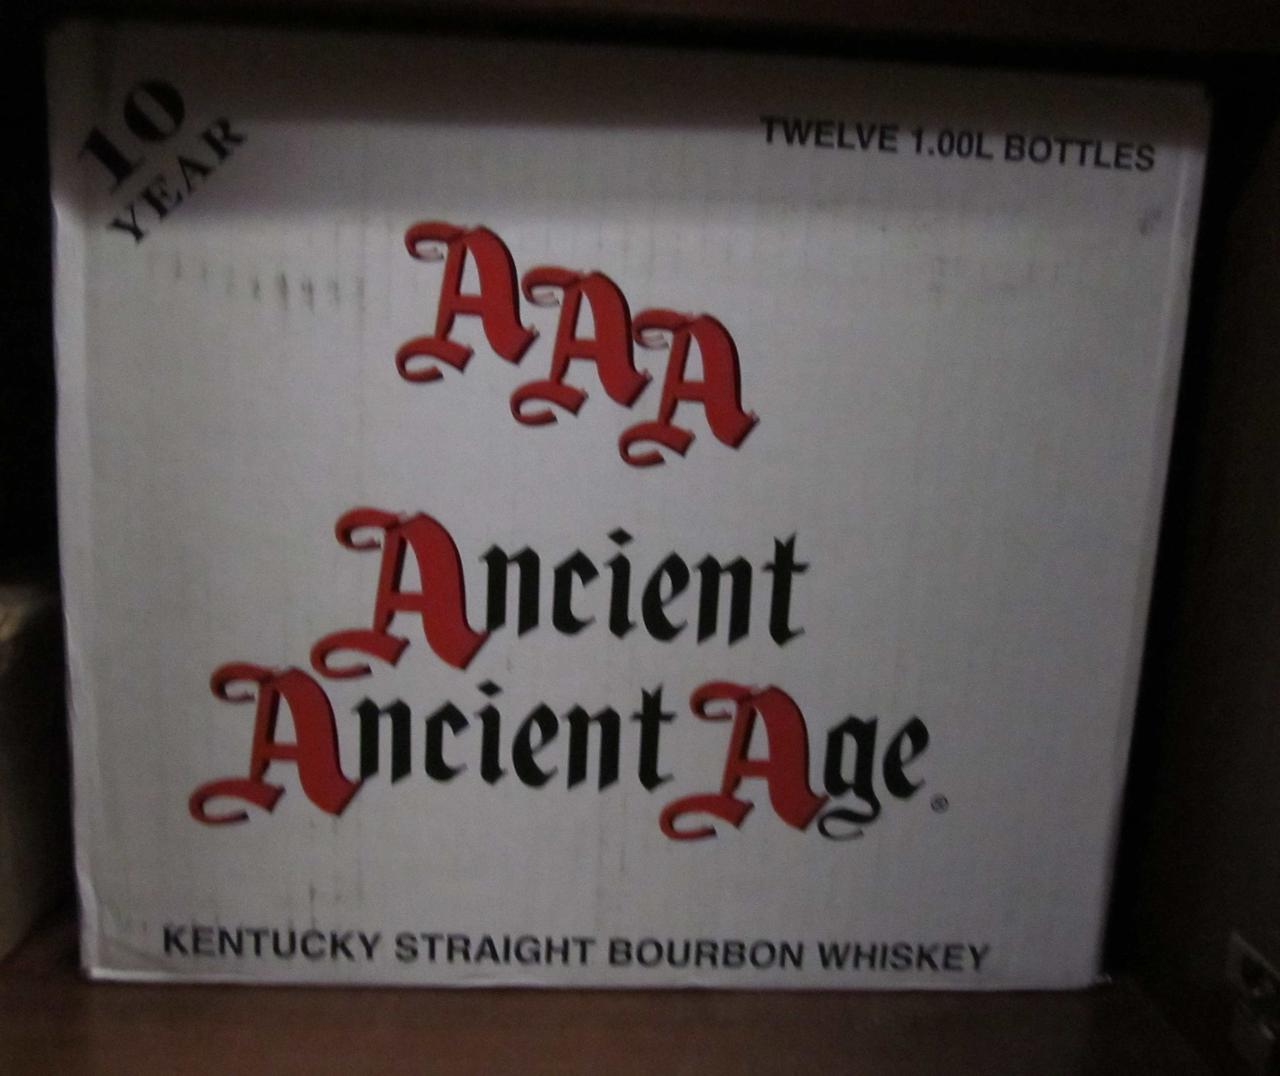 10
YEAR
TWELVE 1.00L BOTTLES
AAA
Ancient
Ancient Age®
KENTUCKY STRAIGHT BOURBON WHISKEY